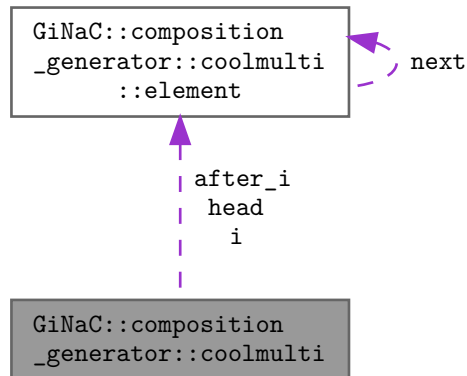 GiNaC::composition
_generator::coolmulti
::element
next
after_i
head
i
GiNaC::composition
_generator::coolmulti